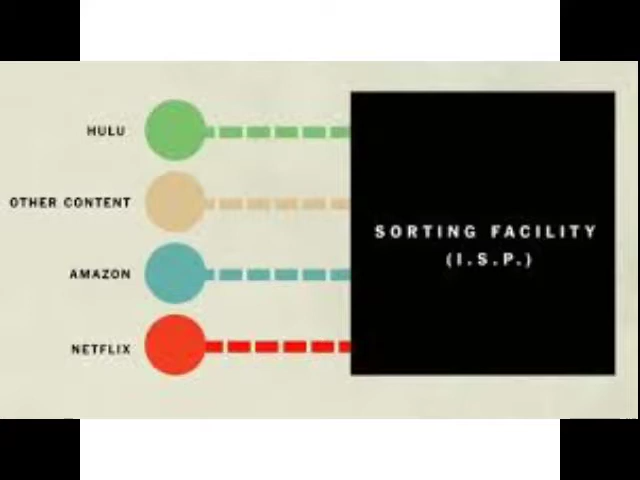 HULU
OTHER CONTENT
AMAZON
NETFLIX
SORTING FACILITY
(I.S.P.)